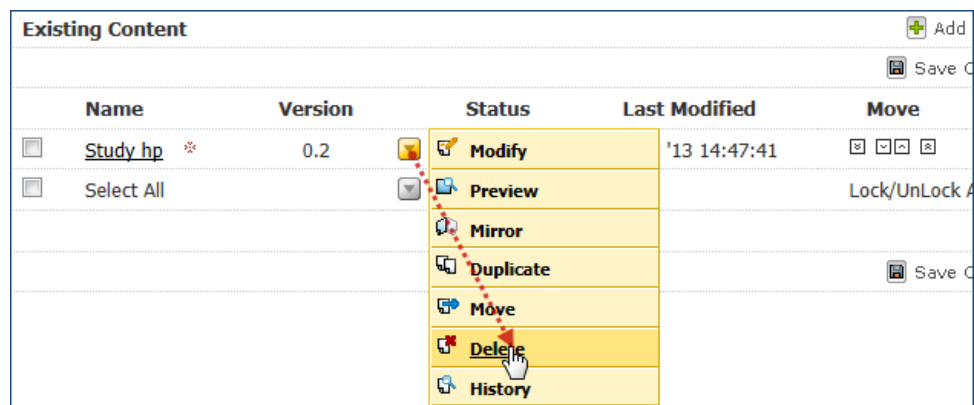 Existing Content Add
Save
Name Version Status Last Modified Move
Study hp 0.2 Modify '13 14:47:41
Select All Preview Lock/UnLock
Mirror
Duplicate Save
Move
Delete
History